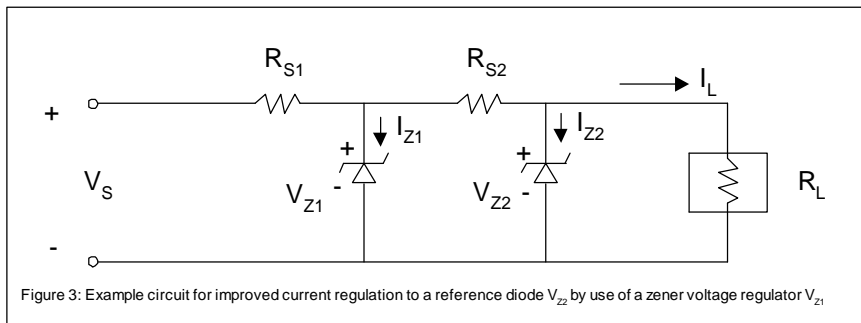 R_S1
R_S2
I_L
+
I_Z1
I_Z2
+
+
V_S
V_Z1
-
V_Z2
-
R_L
-
Figure 3: Example circuit for improved current regulation to a reference diode V_Z2 by use of a zener voltage regulator V_Z1